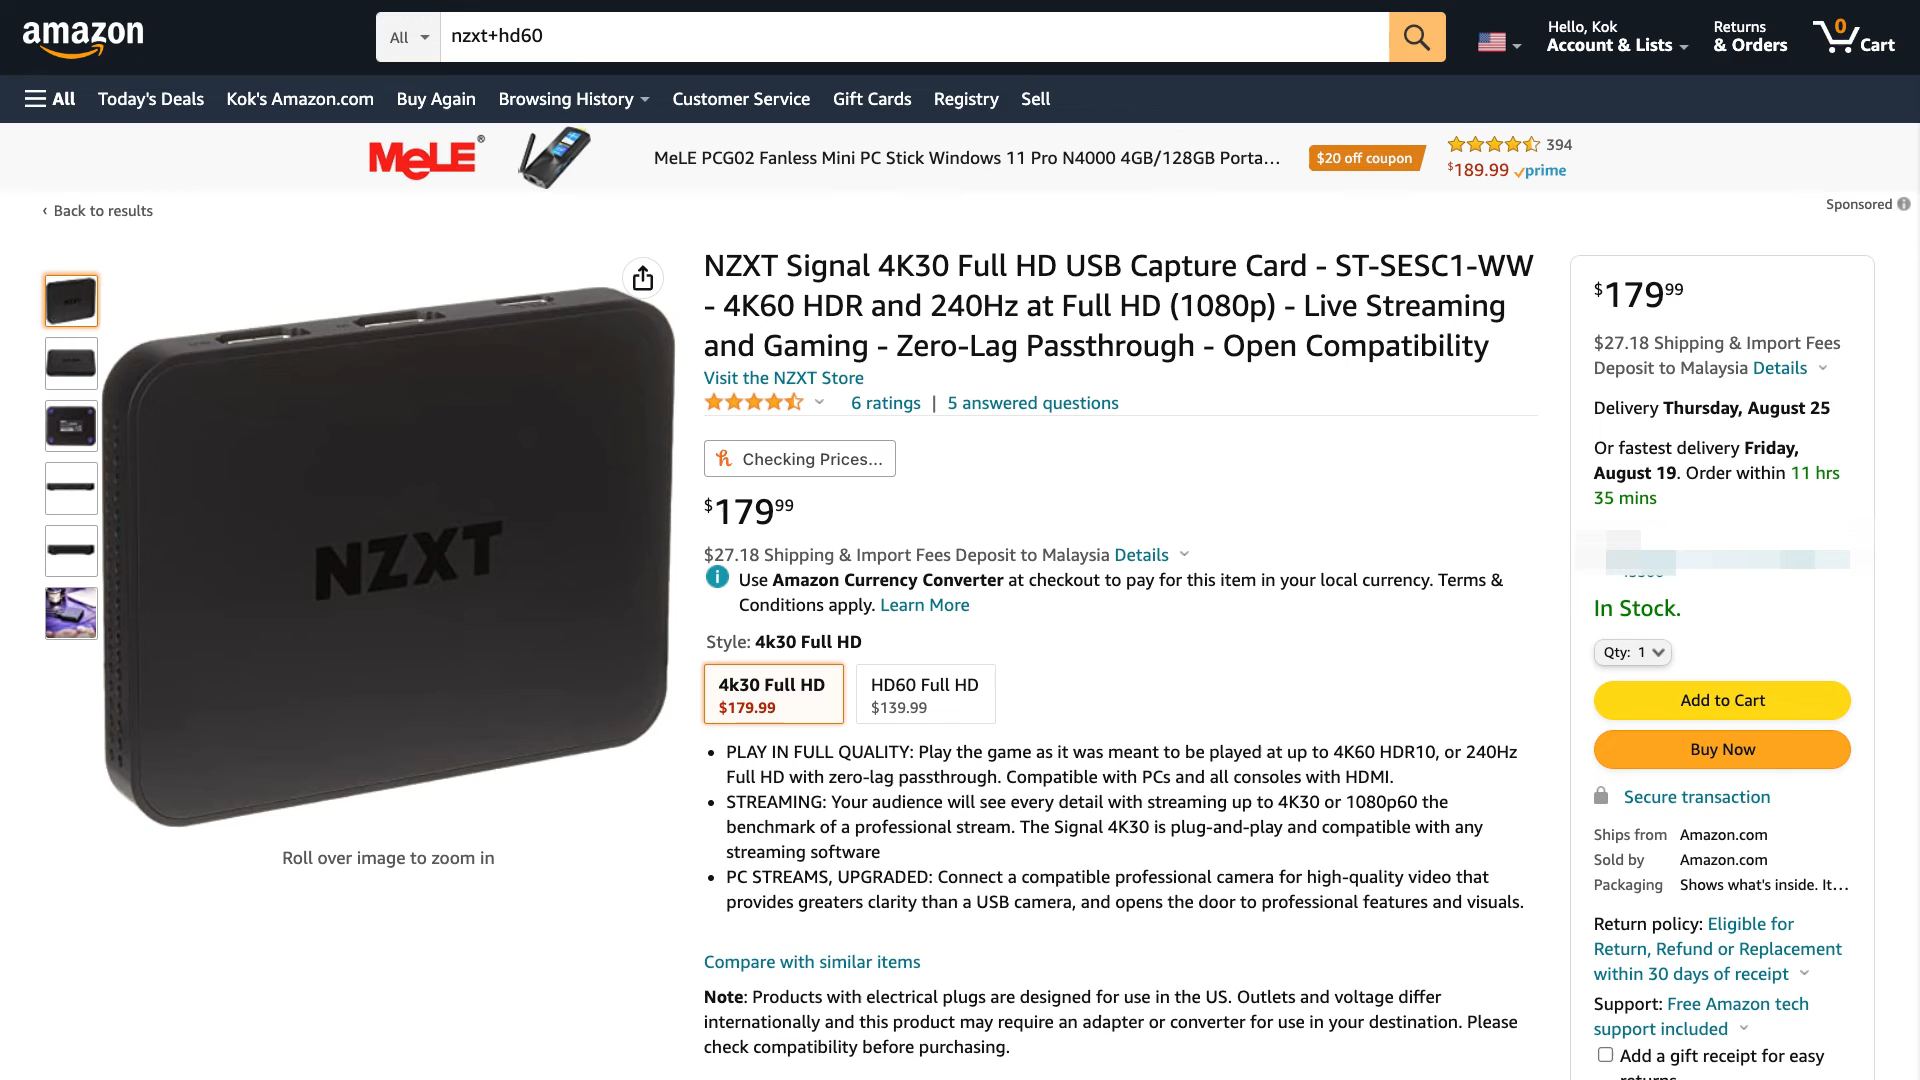 amazon
All
nzxt+hd60
Hello, Kok
Account & Lists
Returns
& Orders
0
Cart
All
Today's Deals
Kok's Amazon.com
Buy Again
Browsing History
Customer Service
Gift Cards
Registry
Sell
MeLE®
MeLE PCG02 Fanless Mini PC Stick Windows 11 Pro N4000 4GB/128GB Porta...
$20 off coupon
394
$189.99 prime
‹ Back to results
Sponsored
NZXT Signal 4K30 Full HD USB Capture Card - ST-SESC1-WW
- 4K60 HDR and 240Hz at Full HD (1080p) - Live Streaming
and Gaming - Zero-Lag Passthrough - Open Compatibility
Visit the NZXT Store
6 ratings | 5 answered questions
Checking Prices...
$179 99
$27.18 Shipping & Import Fees Deposit to Malaysia Details
Use Amazon Currency Converter at checkout to pay for this item in your local currency. Terms &
Conditions apply. Learn More
Style: 4k30 Full HD
4k30 Full HD
$179.99
HD60 Full HD
$139.99
• PLAY IN FULL QUALITY: Play the game as it was meant to be played at up to 4K60 HDR10, or 240Hz
Full HD with zero-lag passthrough. Compatible with PCs and all consoles with HDMI.
• STREAMING: Your audience will see every detail with streaming up to 4K30 or 1080p60 the
benchmark of a professional stream. The Signal 4K30 is plug-and-play and compatible with any
streaming software
• PC STREAMS, UPGRADED: Connect a compatible professional camera for high-quality video that
provides greaters clarity than a USB camera, and opens the door to professional features and visuals.
Compare with similar items
Note: Products with electrical plugs are designed for use in the US. Outlets and voltage differ
internationally and this product may require an adapter or converter for use in your destination. Please
check compatibility before purchasing.
NZXT
Roll over image to zoom in
$179 99
$27.18 Shipping & Import Fees
Deposit to Malaysia Details
Delivery Thursday, August 25
Or fastest delivery Friday,
August 19. Order within 11 hrs
35 mins
In Stock.
Qty: 1
Add to Cart
Buy Now
Secure transaction
Ships from Amazon.com
Sold by Amazon.com
Packaging Shows what's inside. It...
Return policy: Eligible for
Return, Refund or Replacement
within 30 days of receipt
Support: Free Amazon tech
support included
Add a gift receipt for easy